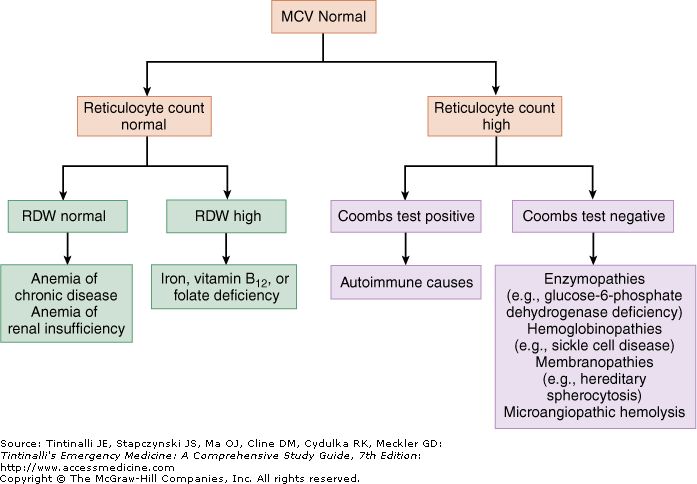 MCV Normal
Reticulocyte count
normal
Reticulocyte count
high
RDW normal
RDW high
Coombs test positive
Coombs test negative
Anemia of
chronic disease
Anemia of
renal insufficiency
Iron, vitamin B₁₂, or
folate deficiency
Autoimmune causes
Enzymopathies
(e.g., glucose-6-phosphate
dehydrogenase deficiency)
Hemoglobinopathies
(e.g., sickle cell disease)
Membranopathies
(e.g., hereditary
spherocytosis)
Microangiopathic hemolysis
Source: Tintinalli JE, Stapczynski JS, Ma OJ, Cline DM, Cydulka RK, Meckler GD:
Tintinalli's Emergency Medicine: A Comprehensive Study Guide, 7th Edition:
http://www.accessmedicine.com
Copyright © The McGraw-Hill Companies, Inc. All rights reserved.